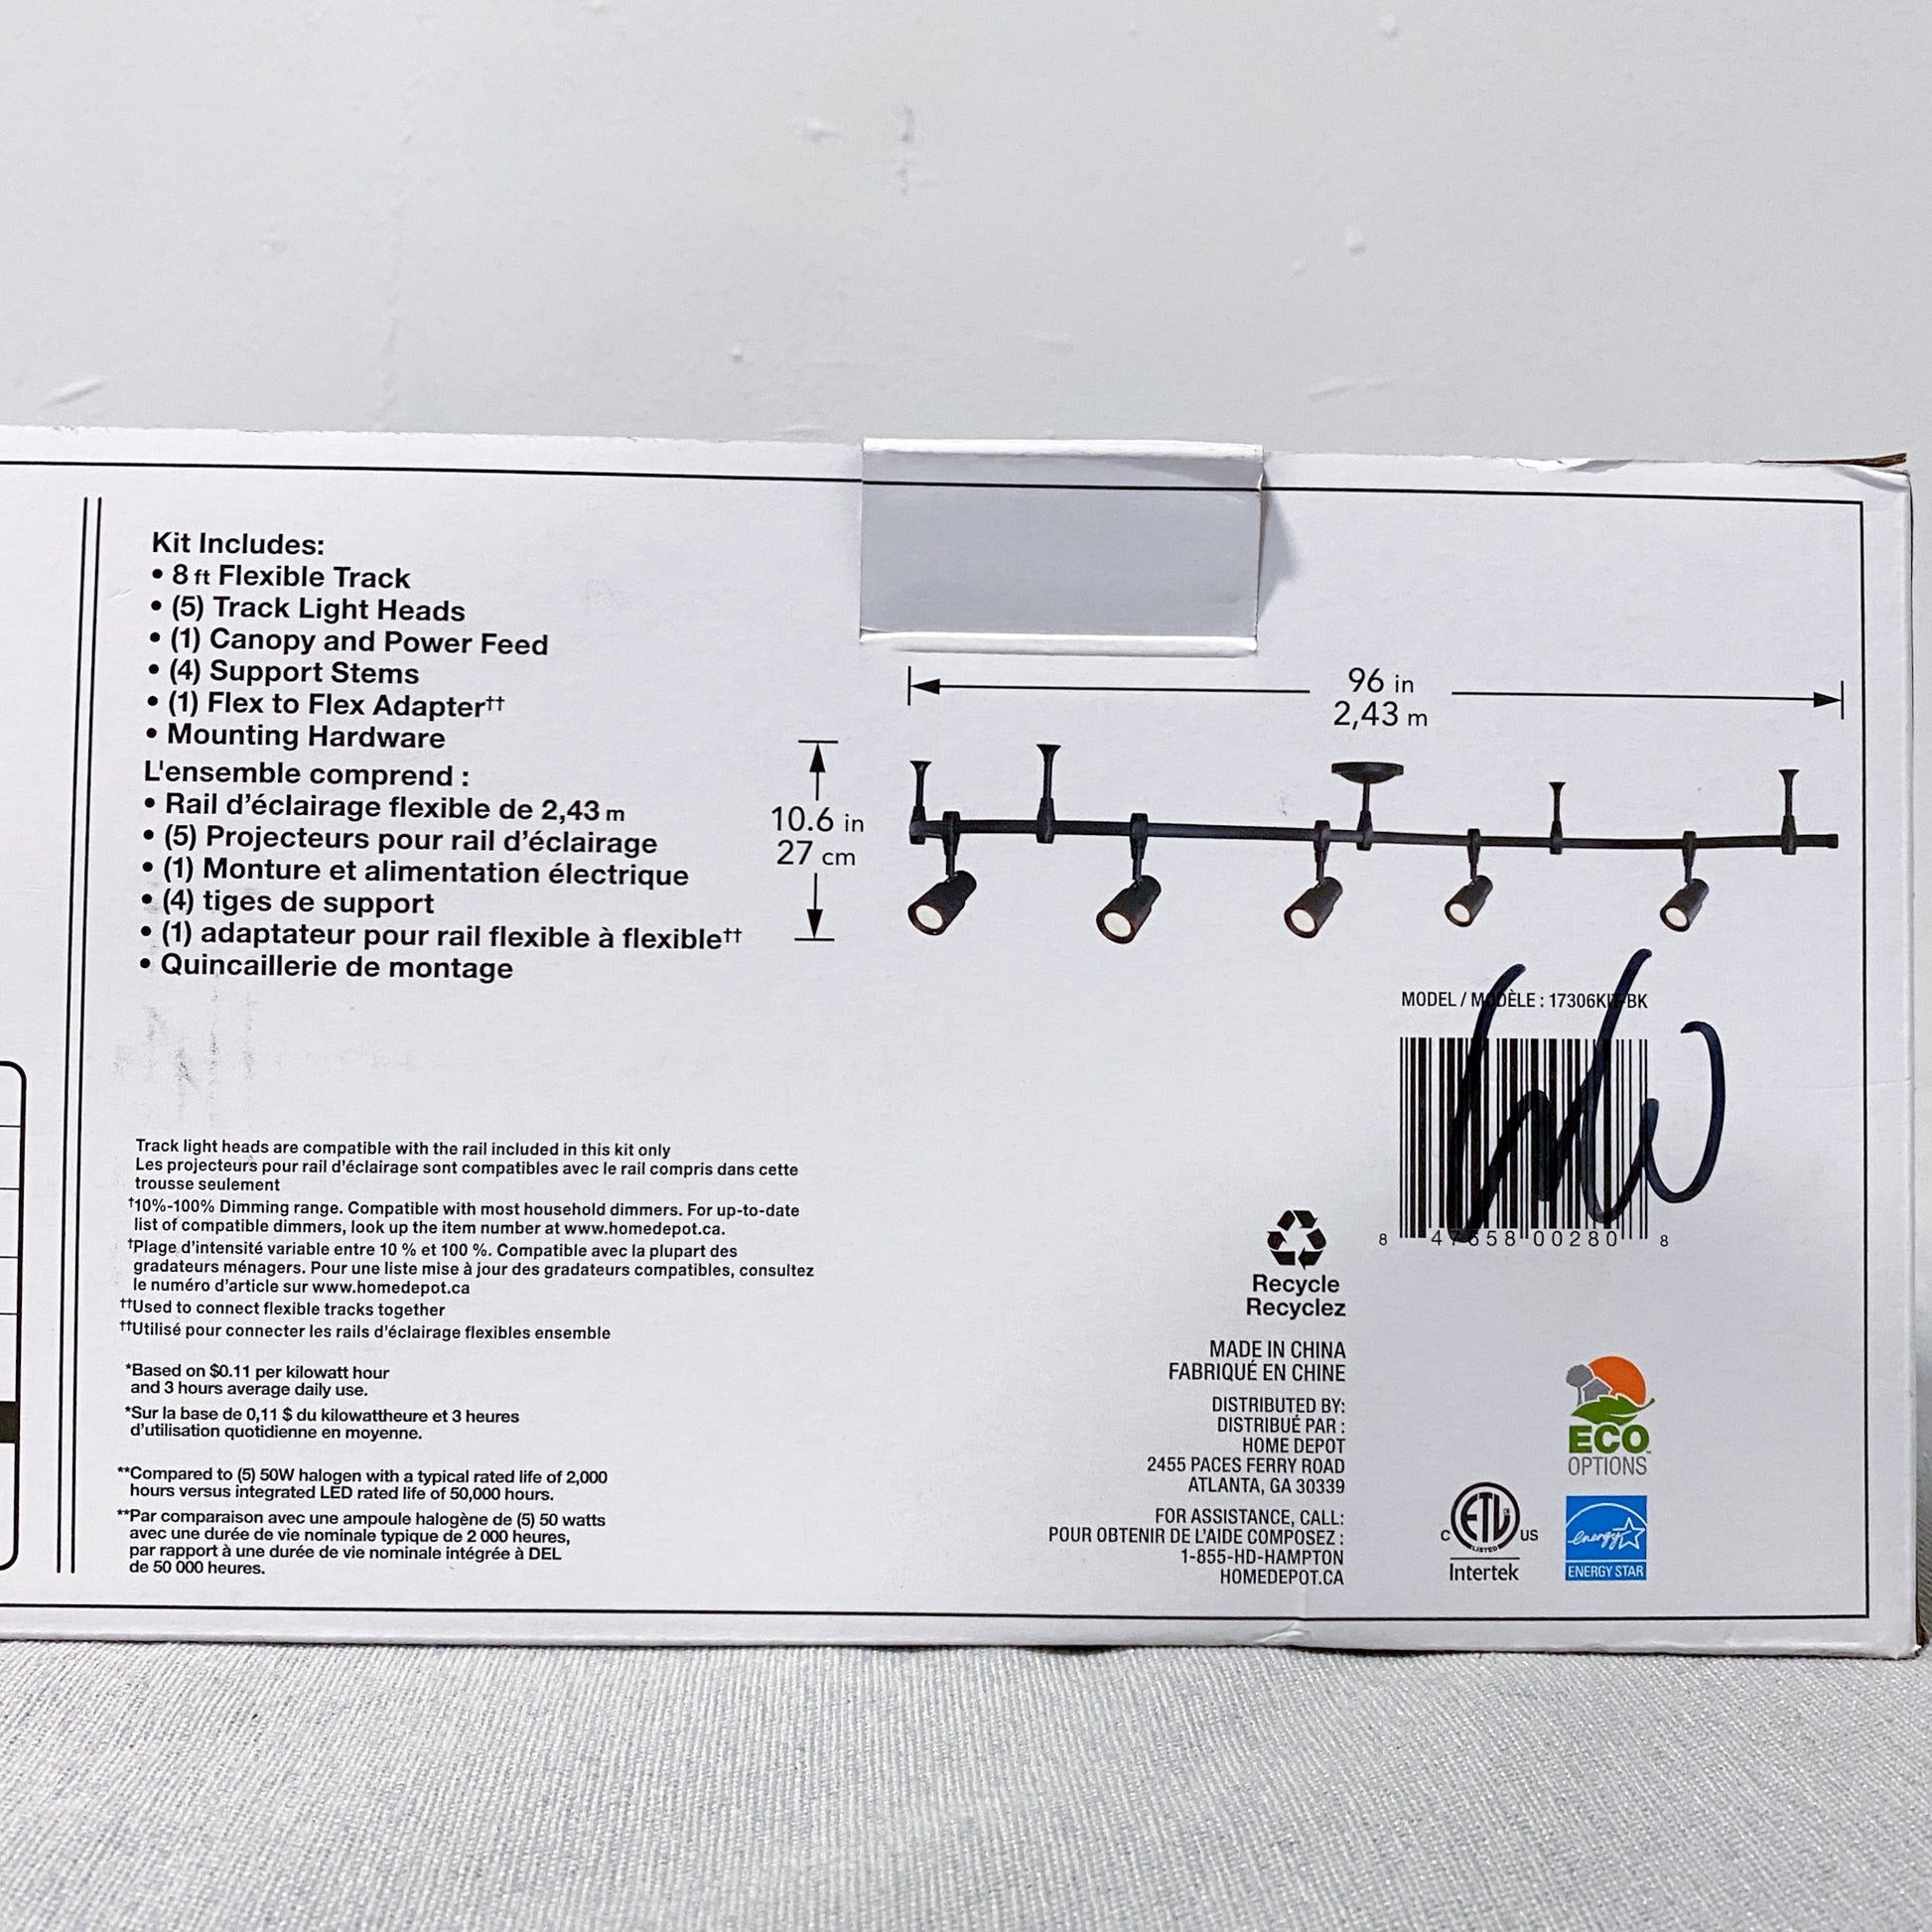 Kit Includes:
• 8 ft Flexible Track
• (5) Track Light Heads
• (1) Canopy and Power Feed
• (4) Support Stems
• (1) Flex to Flex Adapter††
• Mounting Hardware
L'ensemble comprend :
• Rail d'éclairage flexible de 2,43 m
• (5) Projecteurs pour rail d'éclairage
• (1) Monture et alimentation électrique
• (4) tiges de support
• (1) adaptateur pour rail flexible à flexible††
• Quincaillerie de montage
96 in
2,43 m
10.6 in
27 cm
Track light heads are compatible with the rail included in this kit only
Les projecteurs pour rail d'éclairage sont compatibles avec le rail compris dans cette
trousse seulement
†10%-100% Dimming range. Compatible with most household dimmers. For up-to-date
list of compatible dimmers, look up the item number at www.homedepot.ca.
†Plage d'intensité variable entre 10 % et 100 %. Compatible avec la plupart des
gradateurs ménagers. Pour une liste mise à jour des gradateurs compatibles, consultez
le numéro d'article sur www.homedepot.ca
††Used to connect flexible tracks together
††Utilisé pour connecter les rails d'éclairage flexibles ensemble
*Based on $0.11 per kilowatt hour
and 3 hours average daily use.
*Sur la base de 0,11 $ du kilowattheure et 3 heures
d'utilisation quotidienne en moyenne.
**Compared to (5) 50W halogen with a typical rated life of 2,000
hours versus integrated LED rated life of 50,000 hours.
**Par comparaison avec une ampoule halogène de (5) 50 watts
avec une durée de vie nominale typique de 2 000 heures,
par rapport à une durée de vie nominale intégrée à DEL
de 50 000 heures.
MODEL / MODÈLE : 17306KIT-BK
8 47658 00280 8
Recycle
Recyclez
MADE IN CHINA
FABRIQUÉ EN CHINE
DISTRIBUTED BY:
DISTRIBUÉ PAR :
HOME DEPOT
2455 PACES FERRY ROAD
ATLANTA, GA 30339
FOR ASSISTANCE, CALL:
POUR OBTENIR DE L'AIDE COMPOSEZ :
1-855-HD-HAMPTON
HOMEDEPOT.CA
ECO
OPTIONS
C ETL US
LISTED
Intertek
energy
ENERGY STAR